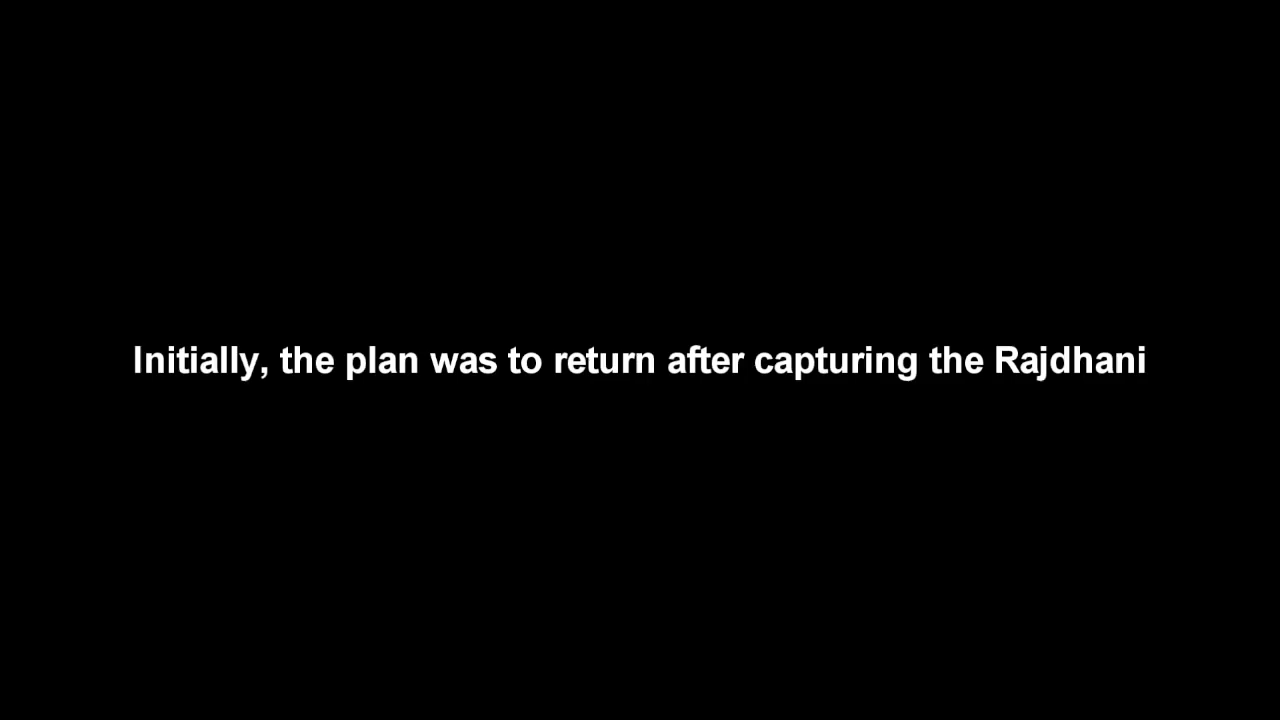 Initially, the plan was to return after capturing the Rajdhani